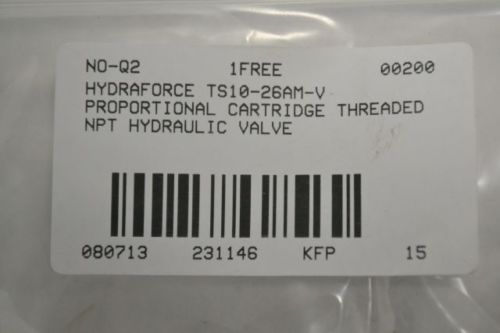 NO-Q2 1FREE 00200
HYDRAFORCE TS10-26AM-V
PROPORTIONAL CARTRIDGE THREADED
NPT HYDRAULIC VALVE
080713 231146 KFP 15